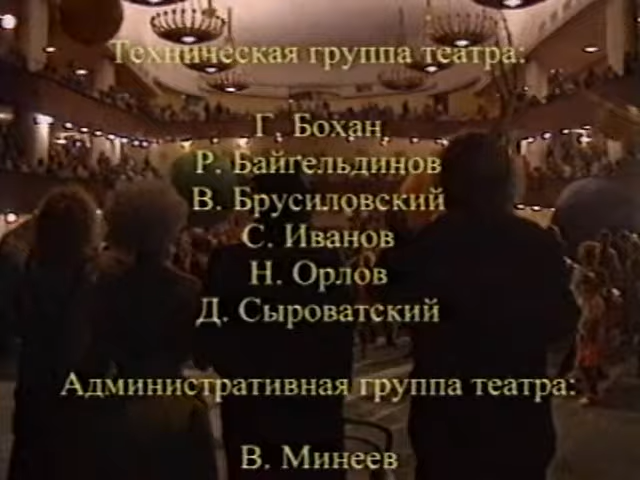 Техническая группа театра:
Г. Бохан
Р. Байгельдинов
В. Брусиловский
С. Иванов
Н. Орлов
Д. Сыроватский
Административная группа театра:
В. Минеев